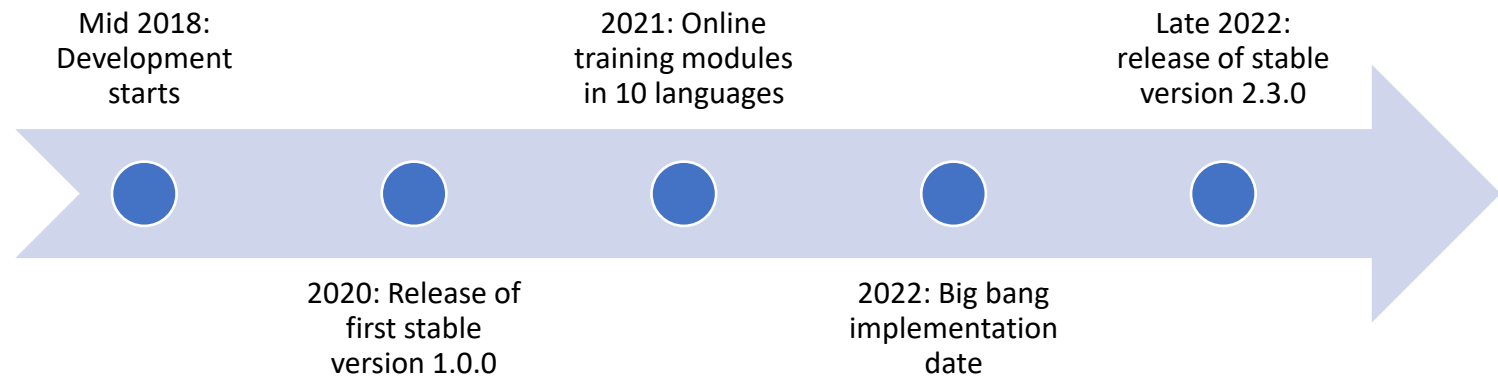 Mid 2018:
Development
starts
2020: Release of
first stable
version 1.0.0
2021: Online
training modules
in 10 languages
2022: Big bang
implementation
date
Late 2022:
release of stable
version 2.3.0